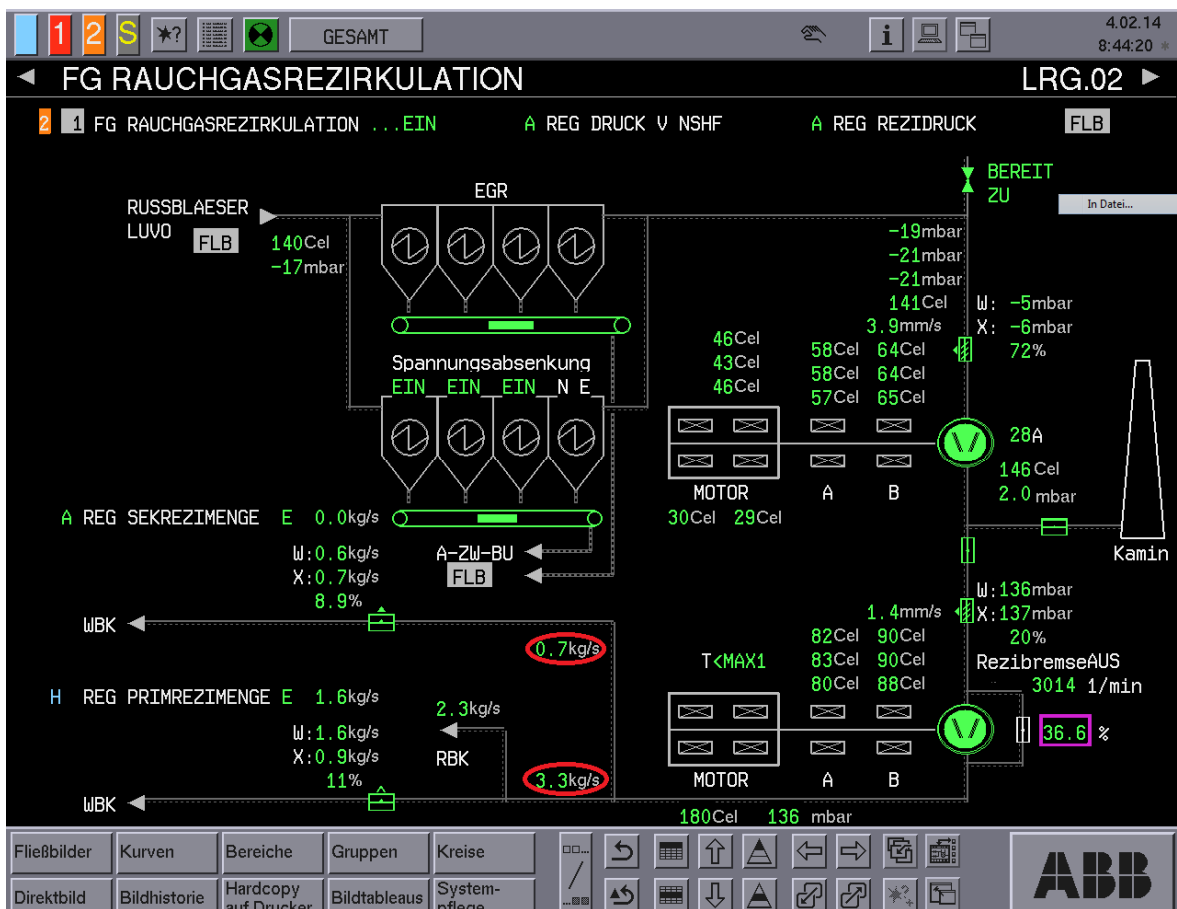 1 2 S ✶? GESAMT i 4.02.14
8:44:20 *
FG RAUCHGASREZIRKULATION LRG.02
2 1 FG RAUCHGASREZIRKULATION ...EIN A REG DRUCK V NSHF A REG REZIDRUCK FLB
BEREIT
ZU
In Datei...
RUSSBLAESER
LUVO FLB
140Cel
-17mbar
EGR
-19mbar
-21mbar
-21mbar
141Cel
3.9mm/s
W: -5mbar
X: -6mbar
72%
46Cel
43Cel
46Cel
58Cel 64Cel
58Cel 64Cel
57Cel 65Cel
Spannungsabsenkung
EIN EIN EIN N E
28A
146Cel
2.0mbar
MOTOR A B
30Cel 29Cel
Kamin
A REG SEKREZIMENGE E 0.0kg/s
W:0.6kg/s
X:0.7kg/s
8.9%
A-ZW-BU
FLB
WBK
0.7kg/s
W:136mbar
X:137mbar
20%
1.4mm/s
82Cel 90Cel
83Cel 90Cel
80Cel 88Cel
T<MAX1
RezibremseAUS
3014 1/min
36.6 %
H REG PRIMREZIMENGE E 1.6kg/s
W:1.6kg/s
X:0.9kg/s
11%
2.3kg/s
RBK
3.3kg/s
WBK
MOTOR A B
180Cel 136 mbar
Fließbilder Kurven Bereiche Gruppen Kreise
Direktbild Bildhistorie Hardcopy
auf Drucker Bildtableaus System-
pflege
ABB